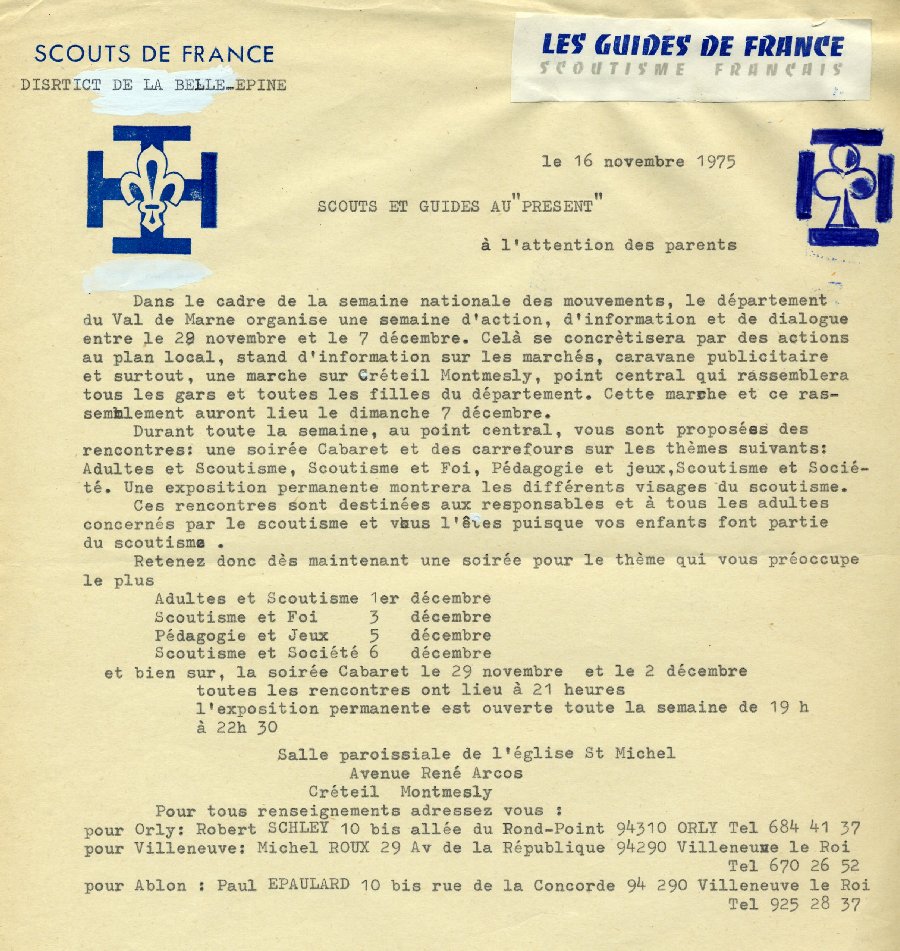 SCOUTS DE FRANCE
DISRTICT DE LA BELLE-EPINE
LES GUIDES DE FRANCE
SCOUTISME FRANÇAIS
le 16 novembre 1975
SCOUTS ET GUIDES AU "PRESENT"
à l'attention des parents
Dans le cadre de la semaine nationale des mouvements, le département
du Val de Marne organise une semaine d'action, d'information et de dialogue
entre le 29 novembre et le 7 décembre. Celà se concrètisera par des actions
au plan local, stand d'information sur les marchés, caravane publicitaire
et surtout, une marche sur Créteil Montmesly, point central qui rassemblera
tous les gars et toutes les filles du département. Cette marche et ce ras-
semblement auront lieu le dimanche 7 décembre.
Durant toute la semaine, au point central, vous sont proposées des
rencontres: une soirée Cabaret et des carrefours sur les thèmes suivants:
Adultes et Scoutisme, Scoutisme et Foi, Pédagogie et jeux,Scoutisme et Socié-
té. Une exposition permanente montrera les différents visages du scoutisme.
Ces rencontres sont destinées aux responsables et à tous les adultes
concernés par le scoutisme et vous l'êtes puisque vos enfants font partie
du scoutisme .
Retenez donc dès maintenant une soirée pour le thème qui vous préoccupe
le plus
Adultes et Scoutisme 1er décembre
Scoutisme et Foi 3 décembre
Pédagogie et Jeux 5 décembre
Scoutisme et Société 6 décembre
et bien sur, la soirée Cabaret le 29 novembre et le 2 décembre
toutes les rencontres ont lieu à 21 heures
l'exposition permanente est ouverte toute la semaine de 19 h
à 22h 30
Salle paroissiale de l'église St Michel
Avenue René Arcos
Créteil Montmesly
Pour tous renseignements adressez vous :
pour Orly: Robert SCHLEY 10 bis allée du Rond-Point 94310 ORLY Tel 684 41 37
pour Villeneuve: Michel ROUX 29 Av de la République 94290 Villeneuve le Roi
Tel 670 26 52
pour Ablon : Paul EPAULARD 10 bis rue de la Concorde 94 290 Villeneuve le Roi
Tel 925 28 37